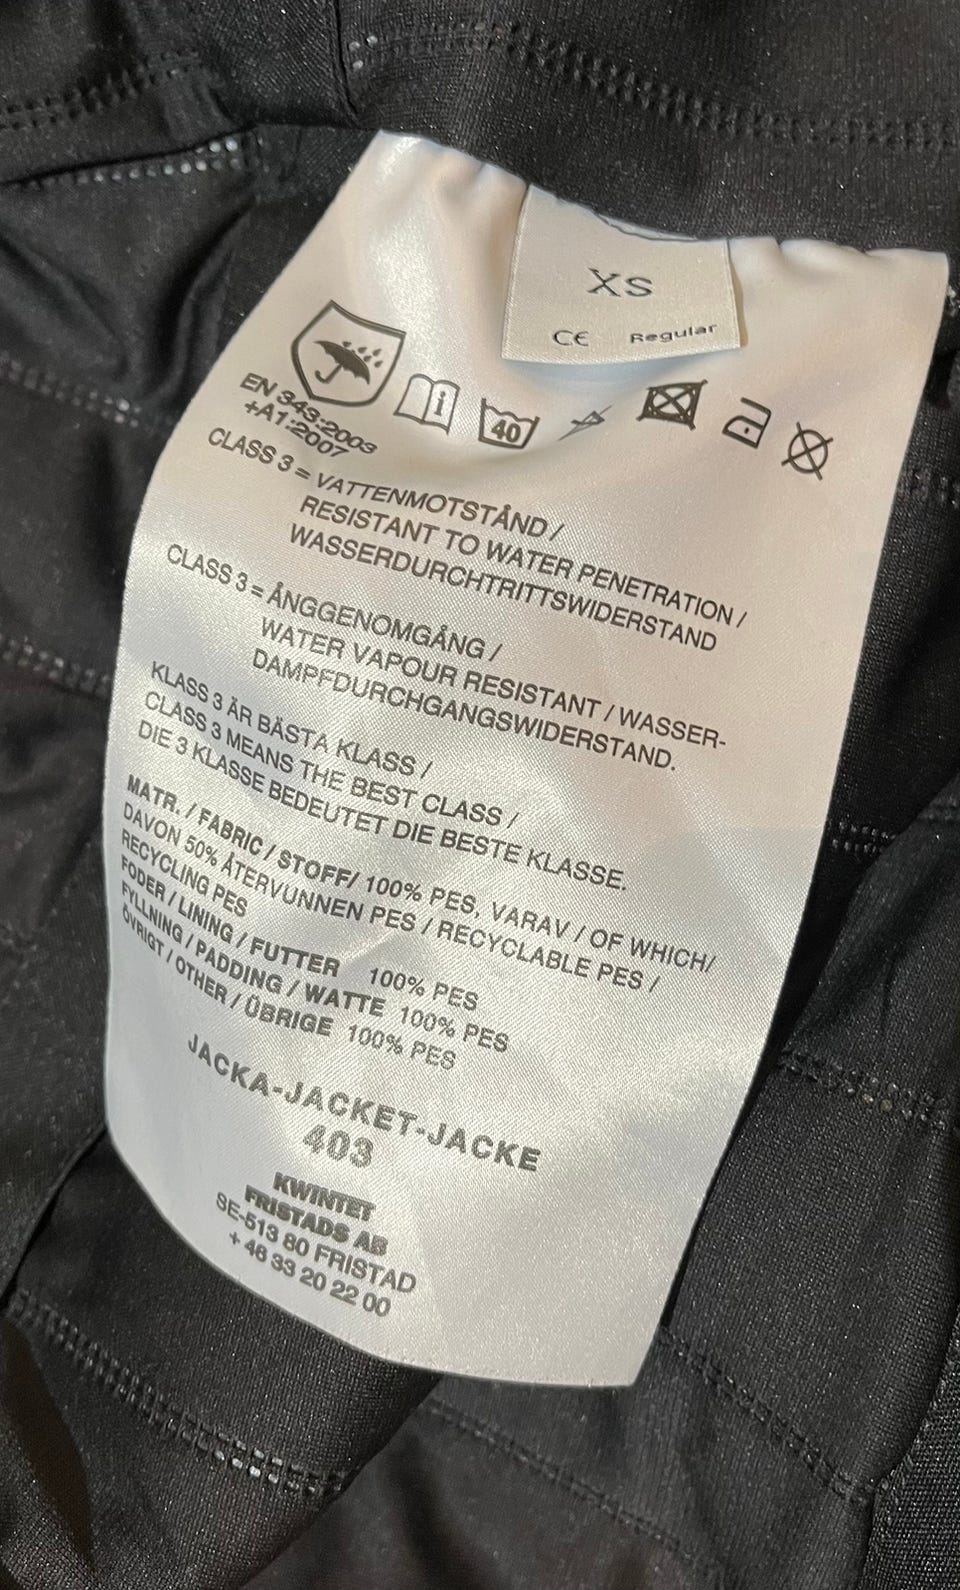 XS
CE Regular
EN 343:2003
+A1:2007
i
40
CLASS 3 = VATTENMOTSTÅND /
RESISTANT TO WATER PENETRATION /
WASSERDURCHTRITTSWIDERSTAND
CLASS 3 = ÅNGGENOMGÅNG /
WATER VAPOUR RESISTANT / WASSER-
DAMPFDURCHGANGSWIDERSTAND.
KLASS 3 ÄR BÄSTA KLASS /
CLASS 3 MEANS THE BEST CLASS /
DIE 3 KLASSE BEDEUTET DIE BESTE KLASSE.
MATR. / FABRIC / STOFF/ 100% PES, VARAV / OF WHICH/
DAVON 50% ÅTERVUNNEN PES / RECYCLABLE PES /
RECYCLING PES
FODER / LINING / FUTTER 100% PES
FYLLNING / PADDING / WATTE 100% PES
ÖVRIGT / OTHER / ÜBRIGE 100% PES
JACKA-JACKET-JACKE
403
KWINTET
FRISTADS AB
SE-513 80 FRISTAD
+ 46 33 20 22 00